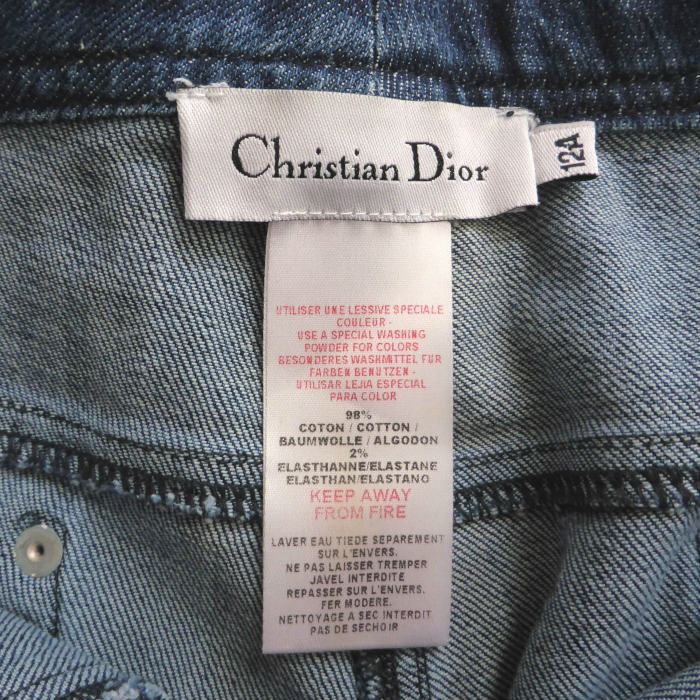 Christian Dior
12A
UTILISER UNE LESSIVE SPECIALE
COULEUR -
USE A SPECIAL WASHING
POWDER FOR COLORS
BESONDERES WASHMITTEL FUR
FARBEN BENUTZEN -
UTILISAR LEJIA ESPECIAL
PARA COLOR
98%
COTON / COTTON /
BAUMWOLLE / ALGODON
2%
ELASTHANNE/ELASTANE
ELASTHAN/ELASTANO
KEEP AWAY
FROM FIRE
LAVER EAU TIEDE SEPAREMENT
SUR L'ENVERS.
NE PAS LAISSER TREMPER
JAVEL INTERDITE
REPASSER SUR L'ENVERS.
FER MODERE.
NETTOYAGE A SEC INTERDIT
PAS DE SECHOIR